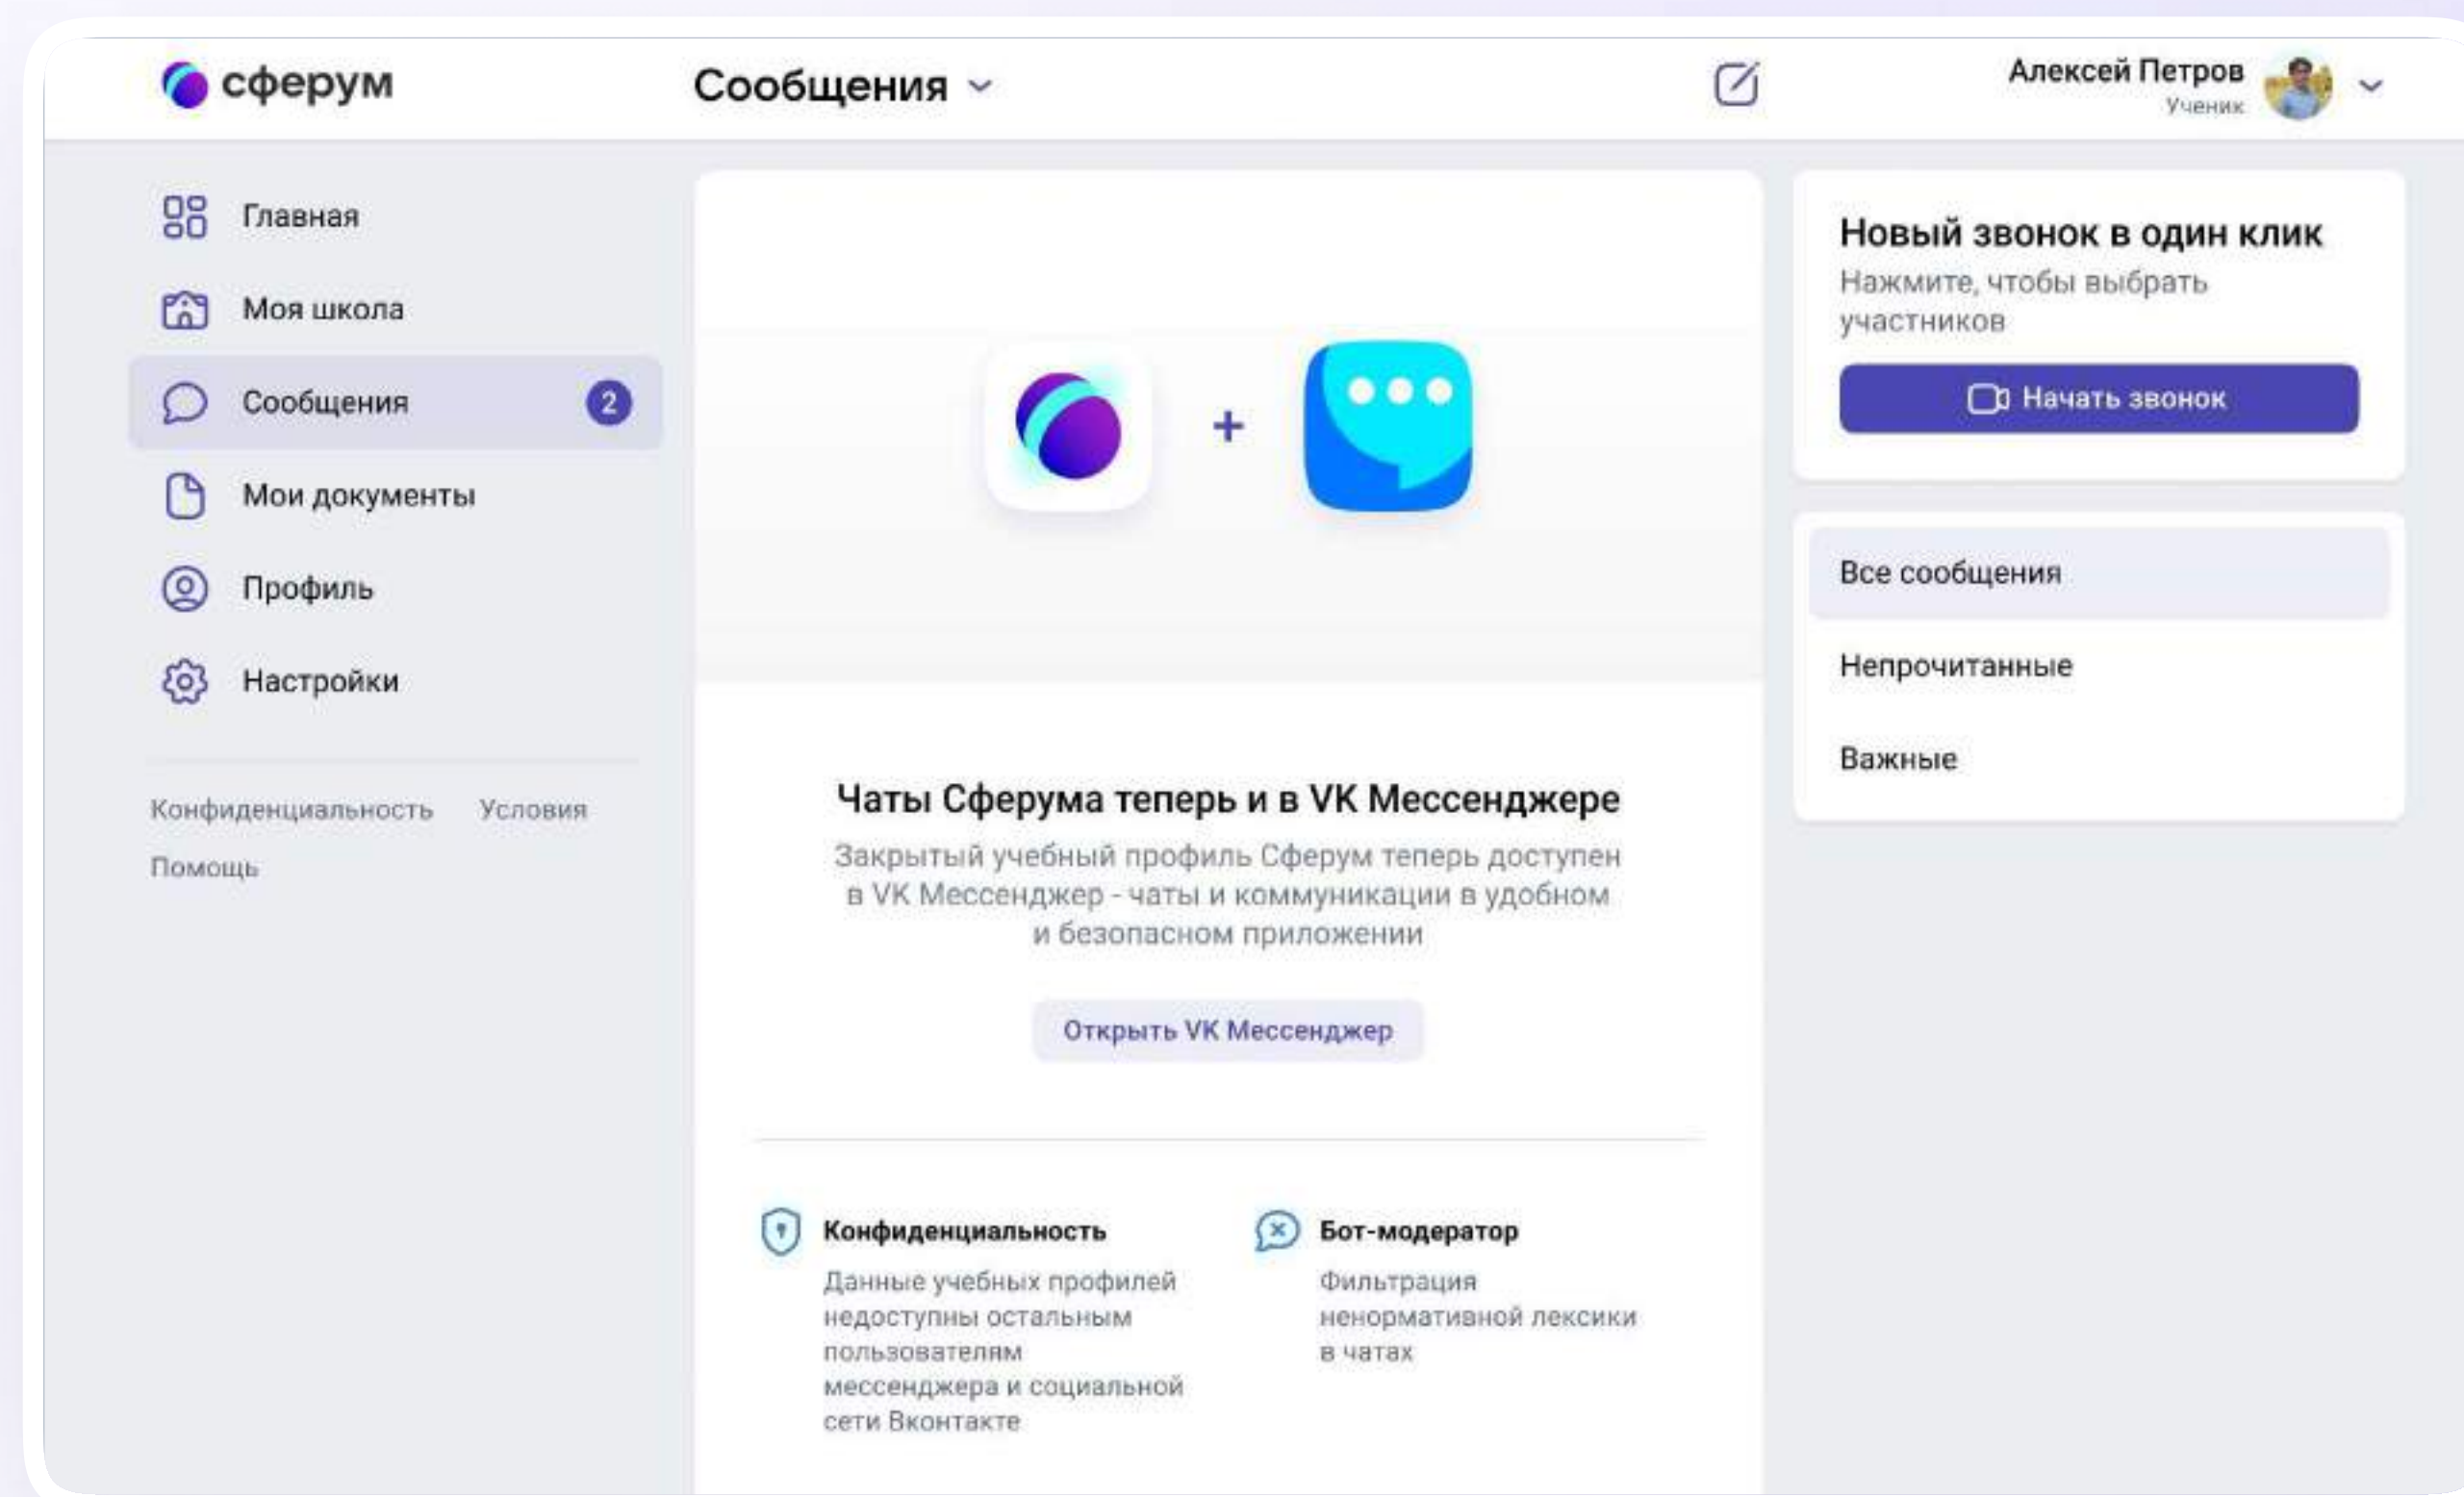 сферум
Сообщения
Алексей Петров
Ученик
Главная
Моя школа
Сообщения 2
Мои документы
Профиль
Настройки
Конфиденциальность Условия
Помощь
Чаты Сферума теперь и в VK Мессенджере
Закрытый учебный профиль Сферум теперь доступен
в VK Мессенджер - чаты и коммуникации в удобном
и безопасном приложении
Открыть VK Мессенджер
Конфиденциальность
Данные учебных профилей
недоступны остальным
пользователям
мессенджера и социальной
сети Вконтакте
Бот-модератор
Фильтрация
ненормативной лексики
в чатах
Новый звонок в один клик
Нажмите, чтобы выбрать
участников
Начать звонок
Все сообщения
Непрочитанные
Важные